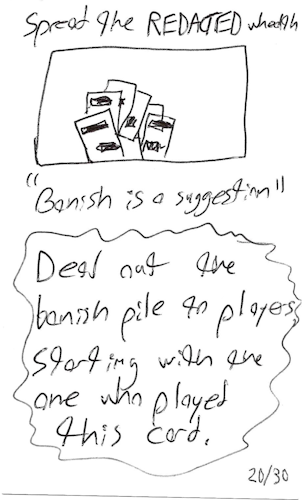 Spread the REDACTED wheatlh
"Banish is a suggestion"
Deal out the
banish pile to players,
starting with the
one who played
this card.
20/30